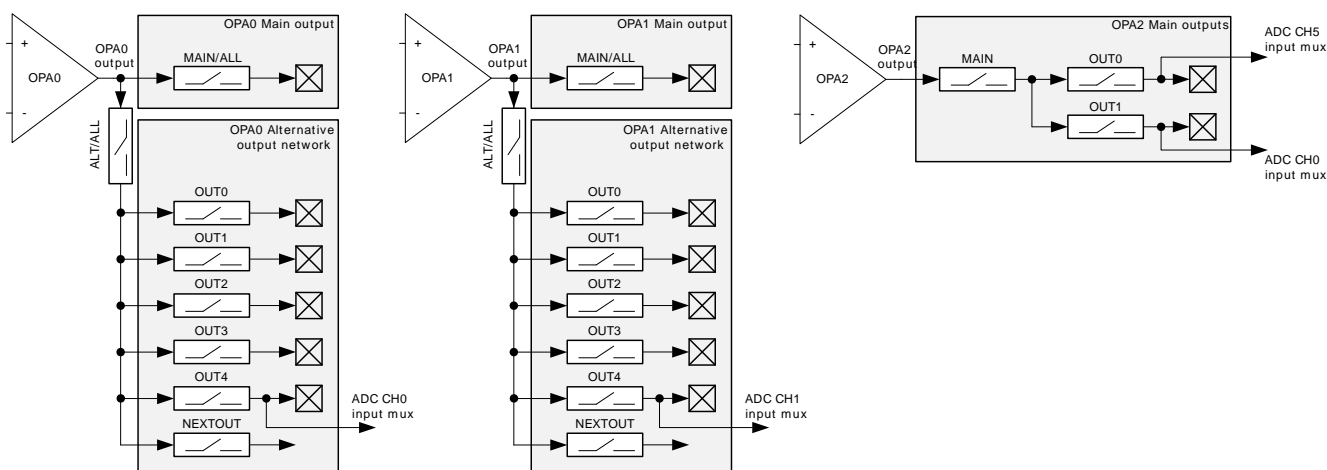 OPA0 Main output
OPA0
output
MAIN/ALL
+
OPA0
-
ALT/ALL
OPA0 Alternative
output network
OUT0
OUT1
OUT2
OUT3
OUT4
ADC CH0
input mux
NEXTOUT
OPA1 Main output
OPA1
output
MAIN/ALL
+
OPA1
-
ALT/ALL
OPA1 Alternative
output network
OUT0
OUT1
OUT2
OUT3
OUT4
ADC CH1
input mux
NEXTOUT
OPA2 Main outputs
+
OPA2
-
OPA2
output
MAIN
OUT0
ADC CH5
input mux
OUT1
ADC CH0
input mux